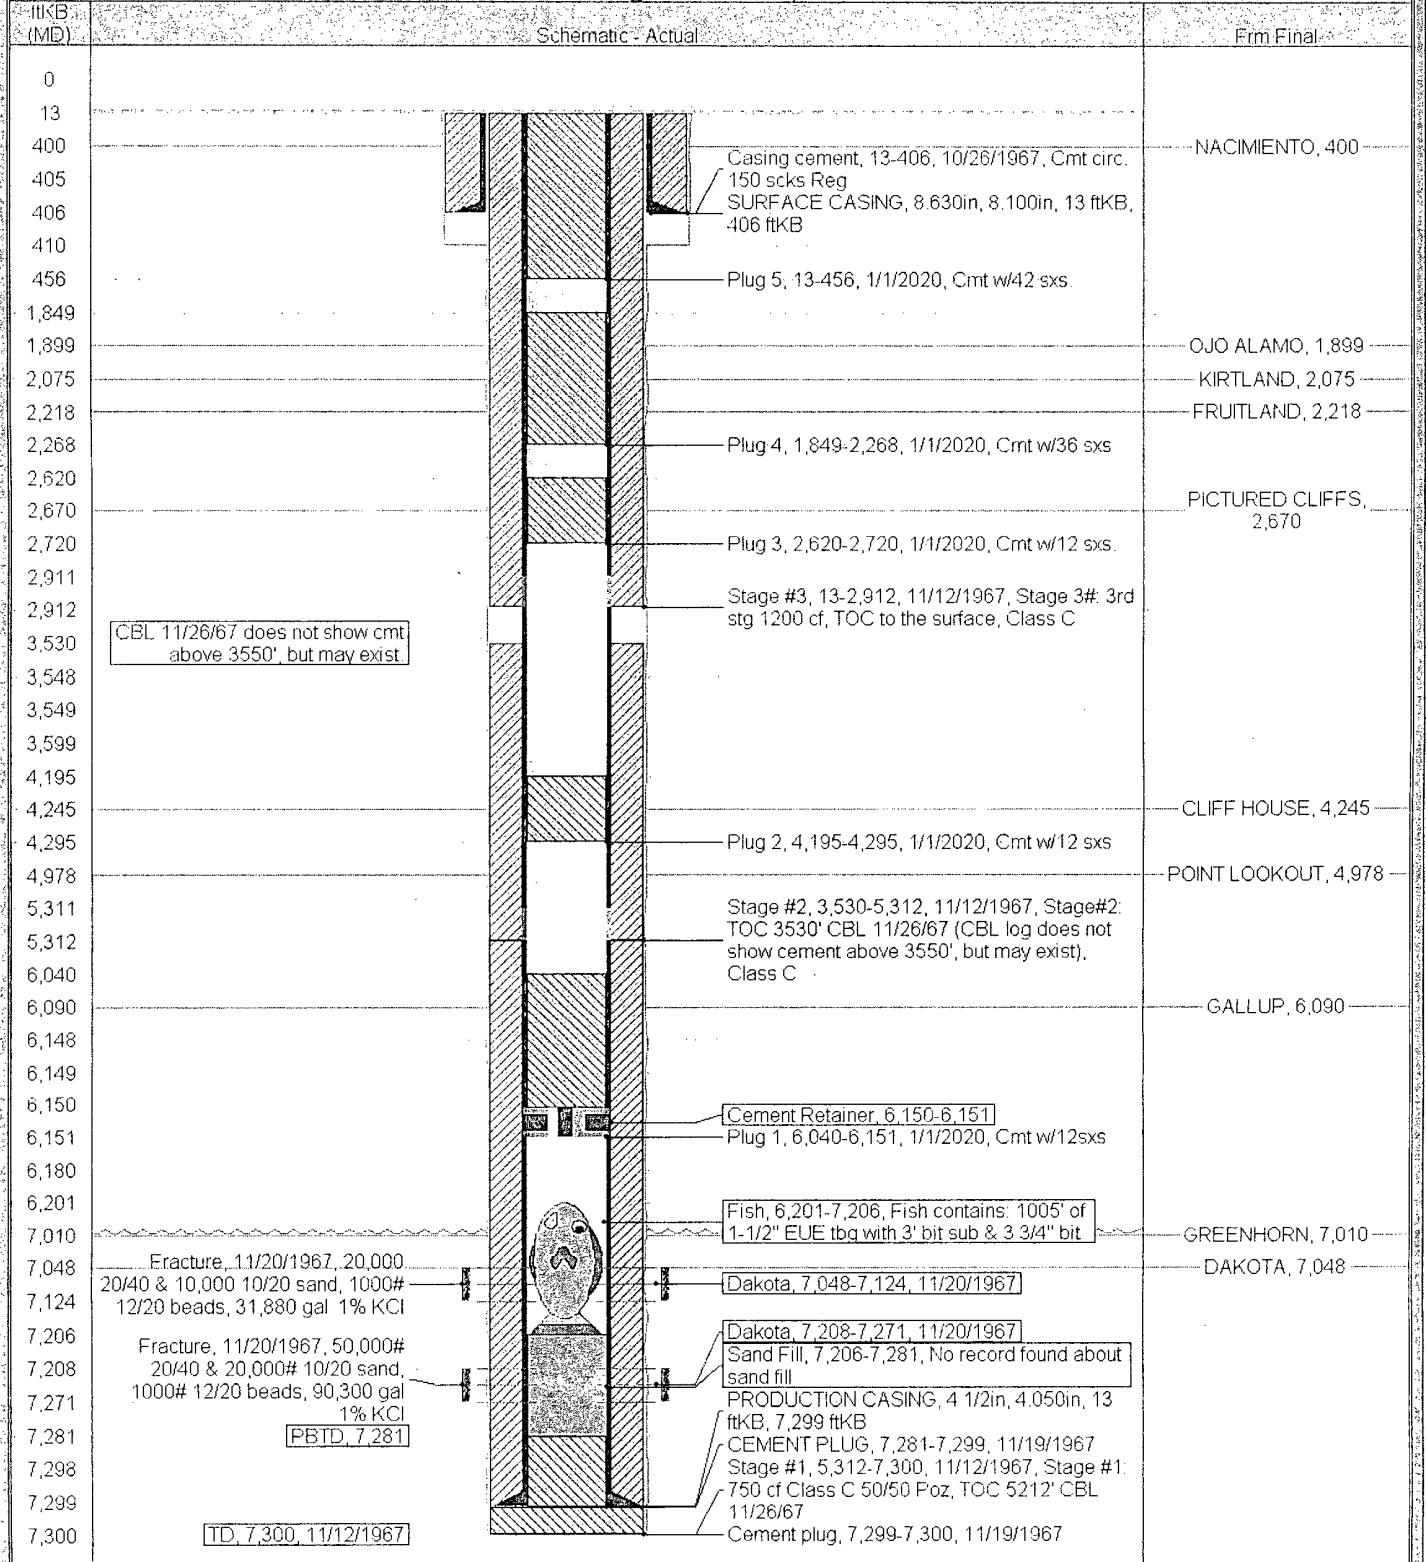 ftKB
(MD)
Schematic - Actual
Frm Final
0
13
400
405
406
410
456
1,849
1,899
2,075
2,218
2,268
2,620
2,670
2,720
2,911
2,912
3,530
3,548
3,549
3,599
4,195
4,245
4,295
4,978
5,311
5,312
6,040
6,090
6,148
6,149
6,150
6,151
6,180
6,201
7,010
7,048
7,124
7,206
7,208
7,271
7,281
7,298
7,299
7,300
CBL 11/26/67 does not show cmt
above 3550', but may exist.
Fracture, 11/20/1967, 20,000
20/40 & 10,000 10/20 sand, 1000#
12/20 beads, 31,880 gal 1% KCl
Fracture, 11/20/1967, 50,000#
20/40 & 20,000# 10/20 sand,
1000# 12/20 beads, 90,300 gal
1% KCl
PBTD, 7,281
TD, 7,300, 11/12/1967
Casing cement, 13-406, 10/26/1967, Cmt circ.
150 scks Reg
SURFACE CASING, 8.630in, 8.100in, 13 ftKB,
406 ftKB
Plug 5, 13-456, 1/1/2020, Cmt w/42 sxs.
Plug 4, 1,849-2,268, 1/1/2020, Cmt w/36 sxs
Plug 3, 2,620-2,720, 1/1/2020, Cmt w/12 sxs.
Stage #3, 13-2,912, 11/12/1967, Stage 3#: 3rd
stg 1200 cf, TOC to the surface, Class C
Plug 2, 4,195-4,295, 1/1/2020, Cmt w/12 sxs
Stage #2, 3,530-5,312, 11/12/1967, Stage#2:
TOC 3530' CBL 11/26/67 (CBL log does not
show cement above 3550', but may exist),
Class C
Cement Retainer, 6,150-6,151
Plug 1, 6,040-6,151, 1/1/2020, Cmt w/12sxs
Fish, 6,201-7,206, Fish contains: 1005' of
1-1/2" EUE tbg with 3' bit sub & 3 3/4" bit
Dakota, 7,048-7,124, 11/20/1967
Dakota, 7,208-7,271, 11/20/1967
Sand Fill, 7,206-7,281, No record found about
sand fill
PRODUCTION CASING, 4 1/2in, 4.050in, 13
ftKB, 7,299 ftKB
CEMENT PLUG, 7,281-7,299, 11/19/1967
Stage #1, 5,312-7,300, 11/12/1967, Stage #1:
750 cf Class C 50/50 Poz, TOC 5212' CBL
11/26/67
Cement plug, 7,299-7,300, 11/19/1967
NACIMIENTO, 400
OJO ALAMO, 1,899
KIRTLAND, 2,075
FRUITLAND, 2,218
PICTURED CLIFFS,
2,670
CLIFF HOUSE, 4,245
POINT LOOKOUT, 4,978
GALLUP, 6,090
GREENHORN, 7,010
DAKOTA, 7,048